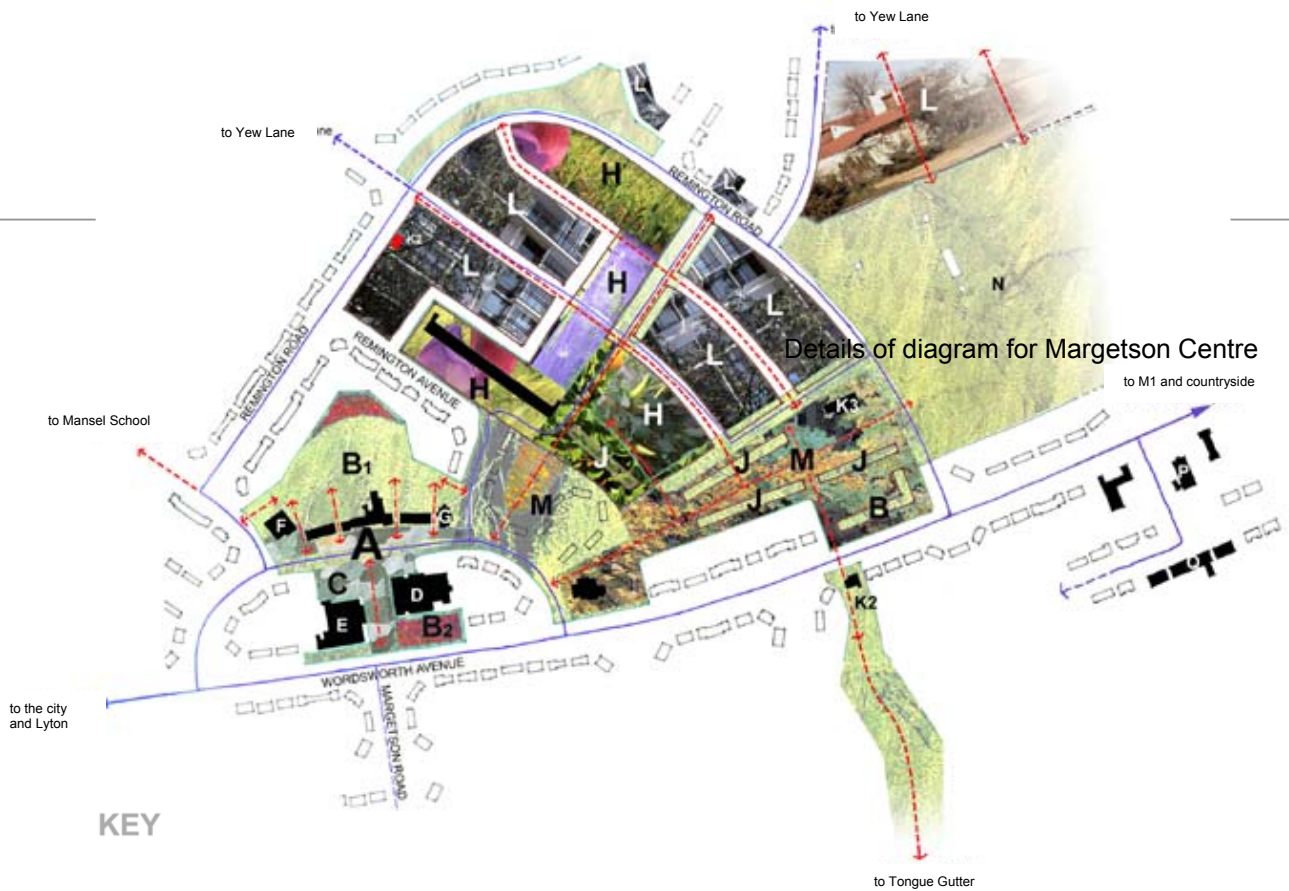 to Yew Lane
t
L
L
to Yew Lane
ne
H
REMINGTON ROAD
L
L
H
N
L
L
Details of diagram for Margetson Centre
REMINGTON ROAD
REMINGTON AVENUE
H
H
to M1 and countryside
K3
to Mansel School
B1
J
J
M
J
P
M
J
B
F
G
A
O
C
D
E
B2
K2
WORDSWORTH AVENUE
MARGETSON ROAD
to the city
and Lyton
KEY
to Tongue Gutter